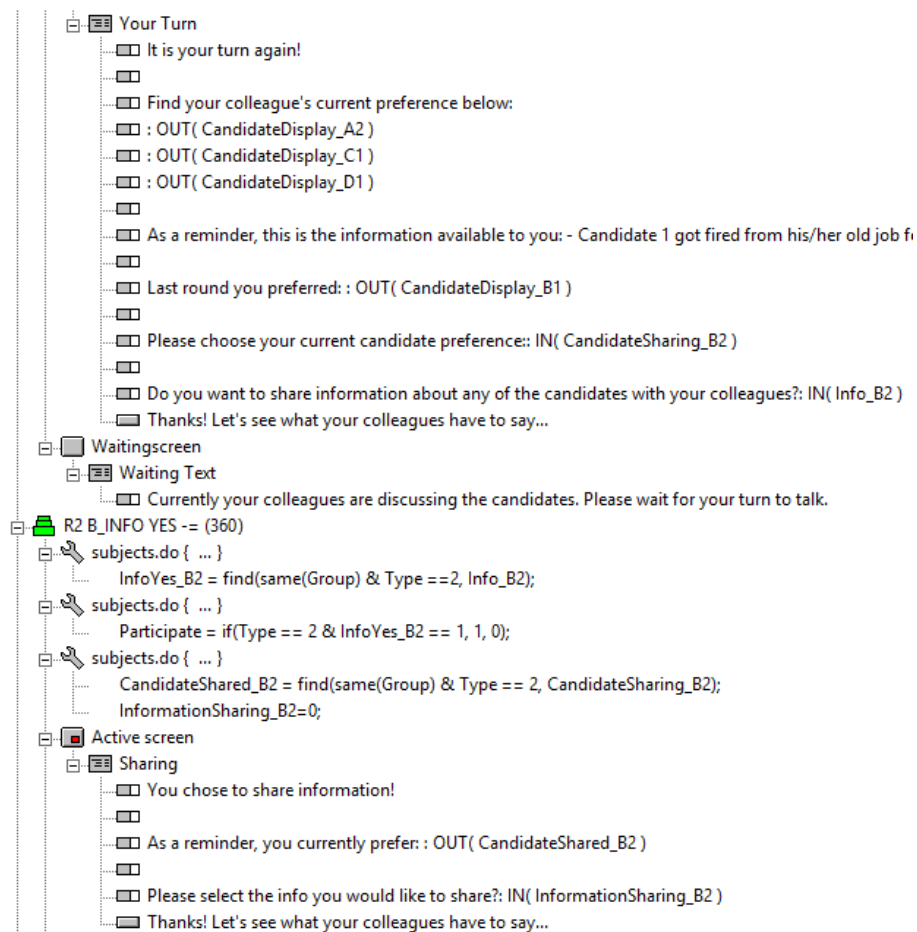 Your Turn
It is your turn again!
Find your colleague's current preference below:
: OUT( CandidateDisplay_A2 )
: OUT( CandidateDisplay_C1 )
: OUT( CandidateDisplay_D1 )
As a reminder, this is the information available to you: - Candidate 1 got fired from his/her old job fo
Last round you preferred: : OUT( CandidateDisplay_B1 )
Please choose your current candidate preference:: IN( CandidateSharing_B2 )
Do you want to share information about any of the candidates with your colleagues?: IN( Info_B2 )
Thanks! Let's see what your colleagues have to say...
Waitingscreen
Waiting Text
Currently your colleagues are discussing the candidates. Please wait for your turn to talk.
R2 B_INFO YES -= (360)
subjects.do { ... }
InfoYes_B2 = find(same(Group) & Type ==2, Info_B2);
subjects.do { ... }
Participate = if(Type == 2 & InfoYes_B2 == 1, 1, 0);
subjects.do { ... }
CandidateShared_B2 = find(same(Group) & Type == 2, CandidateSharing_B2);
InformationSharing_B2=0;
Active screen
Sharing
You chose to share information!
As a reminder, you currently prefer: : OUT( CandidateShared_B2 )
Please select the info you would like to share?: IN( InformationSharing_B2 )
Thanks! Let's see what your colleagues have to say...